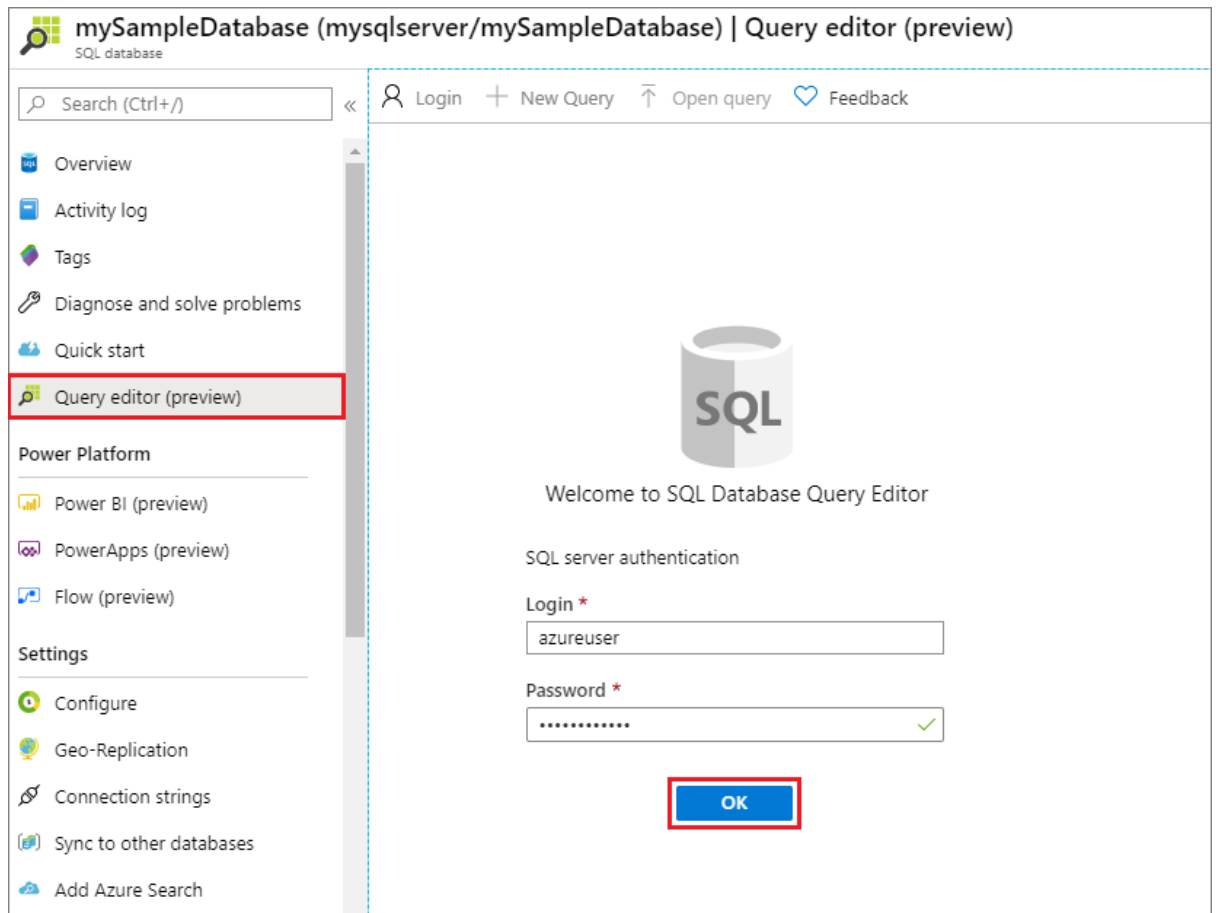 mySampleDatabase (mysqlserver/mySampleDatabase) | Query editor (preview)
SQL database
Search (Ctrl+/)
«
Login
New Query
Open query
Feedback
SQL
Overview
Activity log
Tags
Diagnose and solve problems
Quick start
Query editor (preview)
Power Platform
Power BI (preview)
PowerApps (preview)
Flow (preview)
Settings
Configure
Geo-Replication
Connection strings
Sync to other databases
Add Azure Search
SQL
Welcome to SQL Database Query Editor
SQL server authentication
Login *
azureuser
Password *
••••••••••••
OK